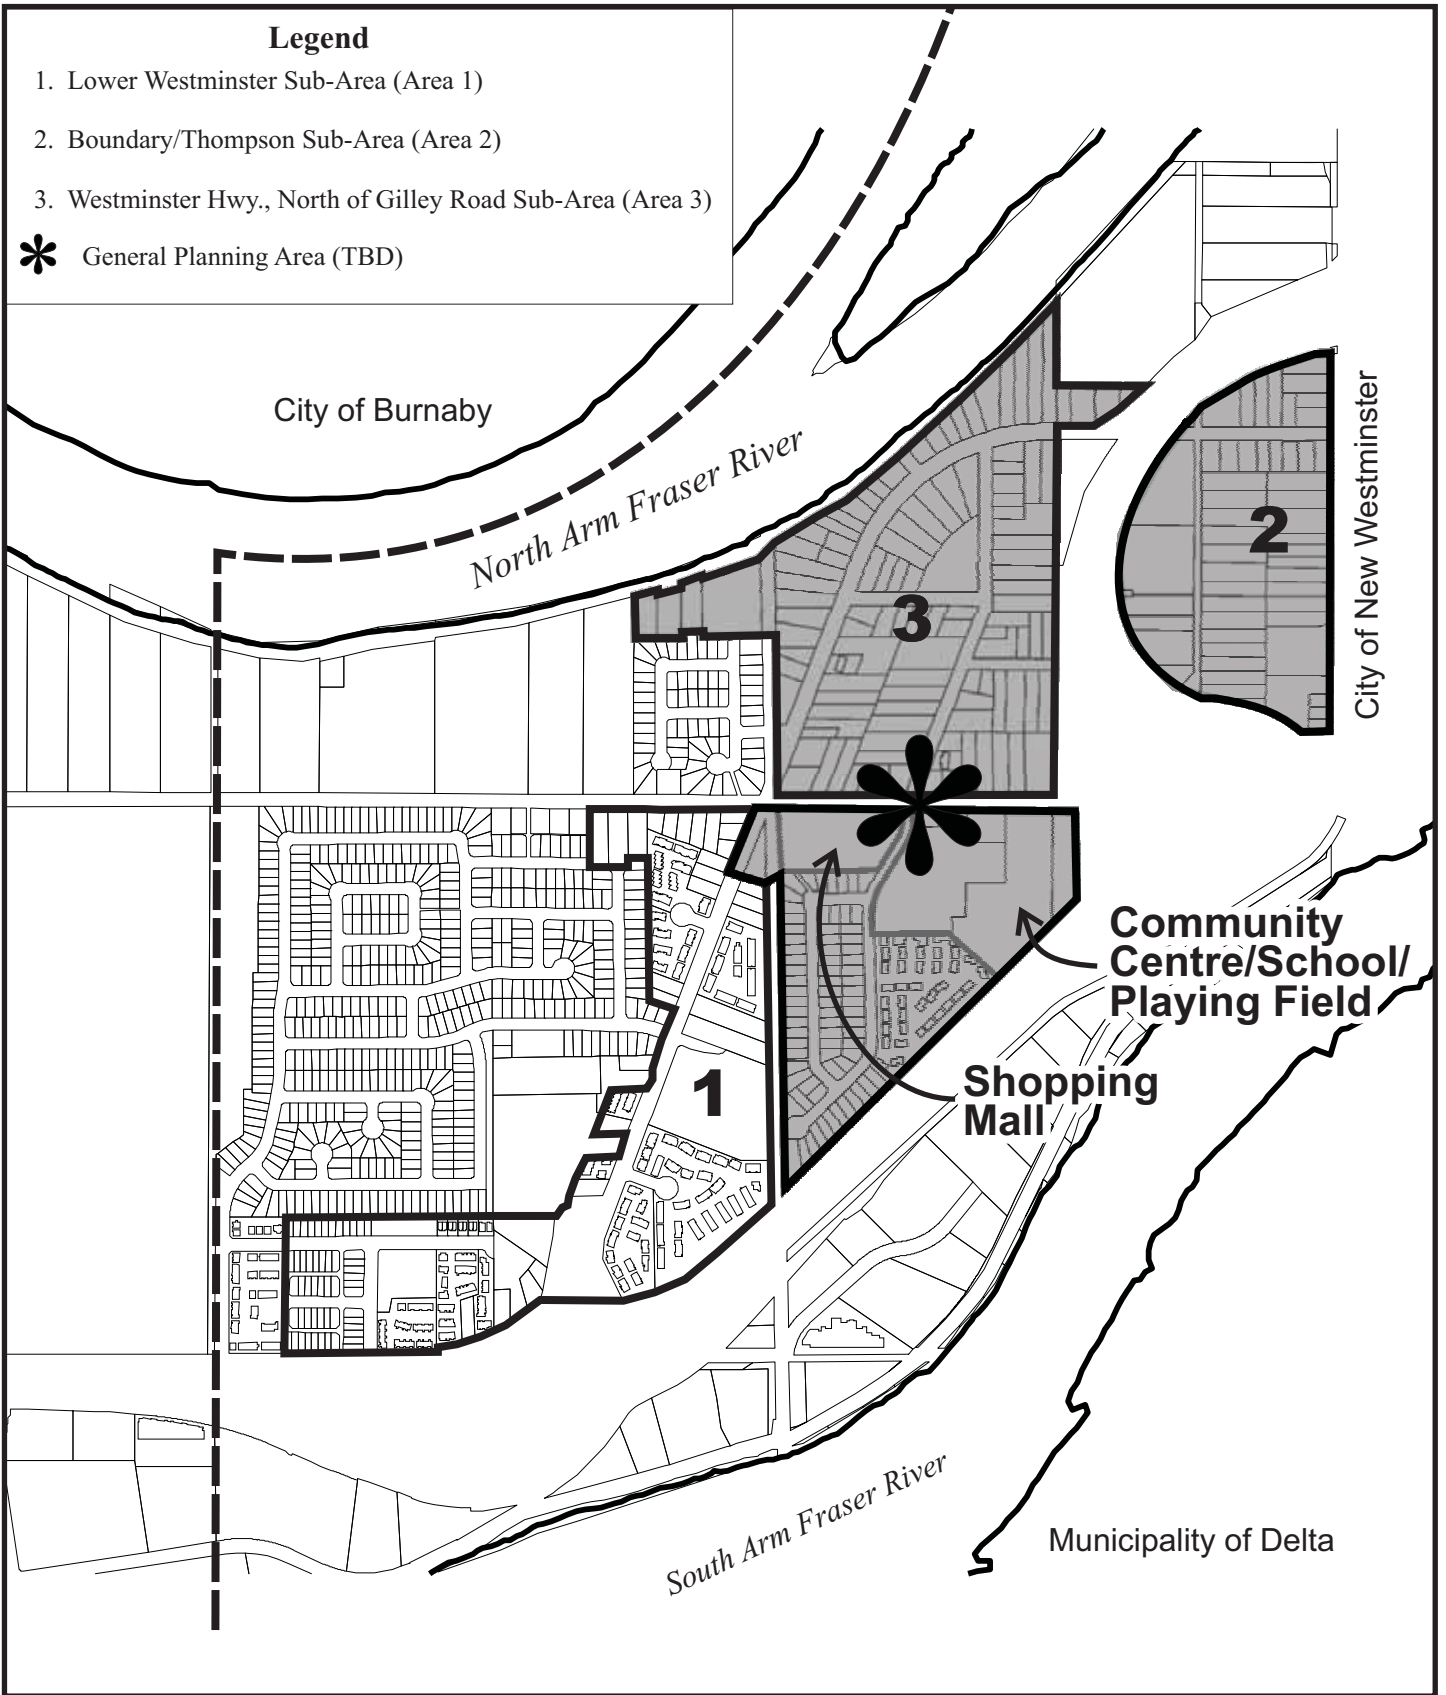 Legend
1. Lower Westminster Sub-Area (Area 1)
2. Boundary/Thompson Sub-Area (Area 2)
3. Westminster Hwy., North of Gilley Road Sub-Area (Area 3)
General Planning Area (TBD)
City of Burnaby
North Arm Fraser River
City of New Westminster
2
3
Community
Centre/School/
Playing Field
1
Shopping
Mall
South Arm Fraser River
Municipality of Delta